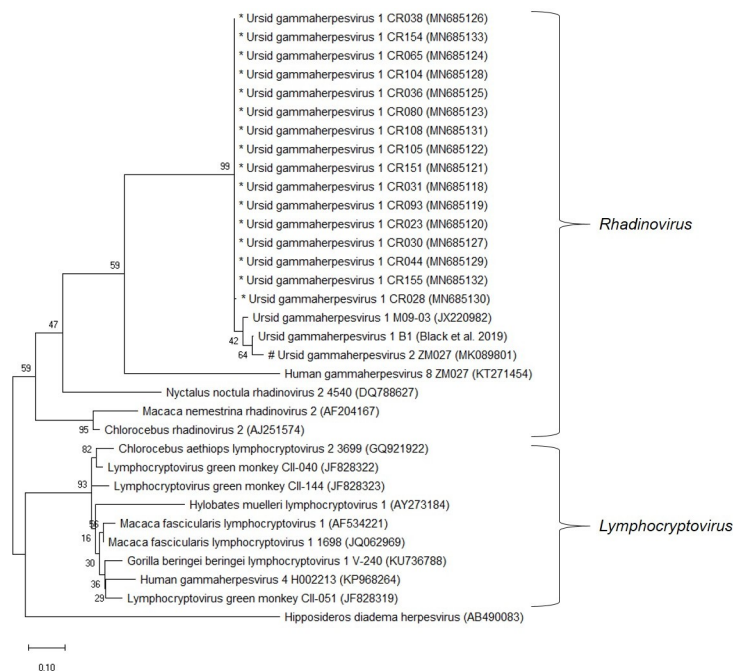 * Ursid gammaherpesvirus 1 CR038 (MN685126)
* Ursid gammaherpesvirus 1 CR154 (MN685133)
* Ursid gammaherpesvirus 1 CR065 (MN685124)
* Ursid gammaherpesvirus 1 CR104 (MN685128)
* Ursid gammaherpesvirus 1 CR036 (MN685125)
* Ursid gammaherpesvirus 1 CR080 (MN685123)
* Ursid gammaherpesvirus 1 CR108 (MN685131)
* Ursid gammaherpesvirus 1 CR105 (MN685122)
99 * Ursid gammaherpesvirus 1 CR151 (MN685121)
* Ursid gammaherpesvirus 1 CR031 (MN685118)
* Ursid gammaherpesvirus 1 CR093 (MN685119)
* Ursid gammaherpesvirus 1 CR023 (MN685120)
Rhadinovirus
* Ursid gammaherpesvirus 1 CR030 (MN685127)
* Ursid gammaherpesvirus 1 CR044 (MN685129)
59 * Ursid gammaherpesvirus 1 CR155 (MN685132)
* Ursid gammaherpesvirus 1 CR028 (MN685130)
Ursid gammaherpesvirus 1 M09-03 (JX220982)
47
42 Ursid gammaherpesvirus 1 B1 (Black et al. 2019)
64 # Ursid gammaherpesvirus 2 ZM027 (MK089801)
59 Human gammaherpesvirus 8 ZM027 (KT271454)
Nyctalus noctula rhadinovirus 2 4540 (DQ788627)
Macaca nemestrina rhadinovirus 2 (AF204167)
95 Chlorocebus rhadinovirus 2 (AJ251574)
82 Chlorocebus aethiops lymphocryptovirus 2 3699 (GQ921922)
Lymphocryptovirus green monkey CII-040 (JF828322)
93 Lymphocryptovirus green monkey CII-144 (JF828323)
Hylobates muelleri lymphocryptovirus 1 (AY273184)
56 Macaca fascicularis lymphocryptovirus 1 (AF534221)
Lymphocryptovirus
16 Macaca fascicularis lymphocryptovirus 1 1698 (JQ062969)
30 Gorilla beringei beringei lymphocryptovirus 1 V-240 (KU736788)
36 Human gammaherpesvirus 4 H002213 (KP968264)
29 Lymphocryptovirus green monkey CII-051 (JF828319)
Hipposideros diadema herpesvirus (AB490083)
0.10